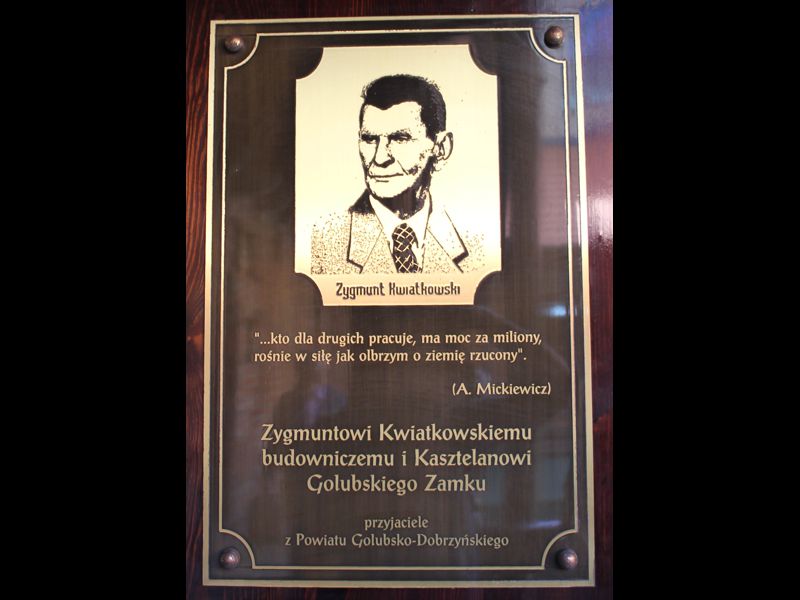 Zygmunt Kwiatkowski
"...kto dla drugich pracuje, ma moc za miliony,
rośnie w siłę jak olbrzym o ziemię rzucony".
(A. Mickiewicz)
Zygmuntowi Kwiatkowskiemu
budowniczemu i Kasztelanowi
Golubskiego Zamku
przyjaciele
z Powiatu Golubsko-Dobrzyńskiego